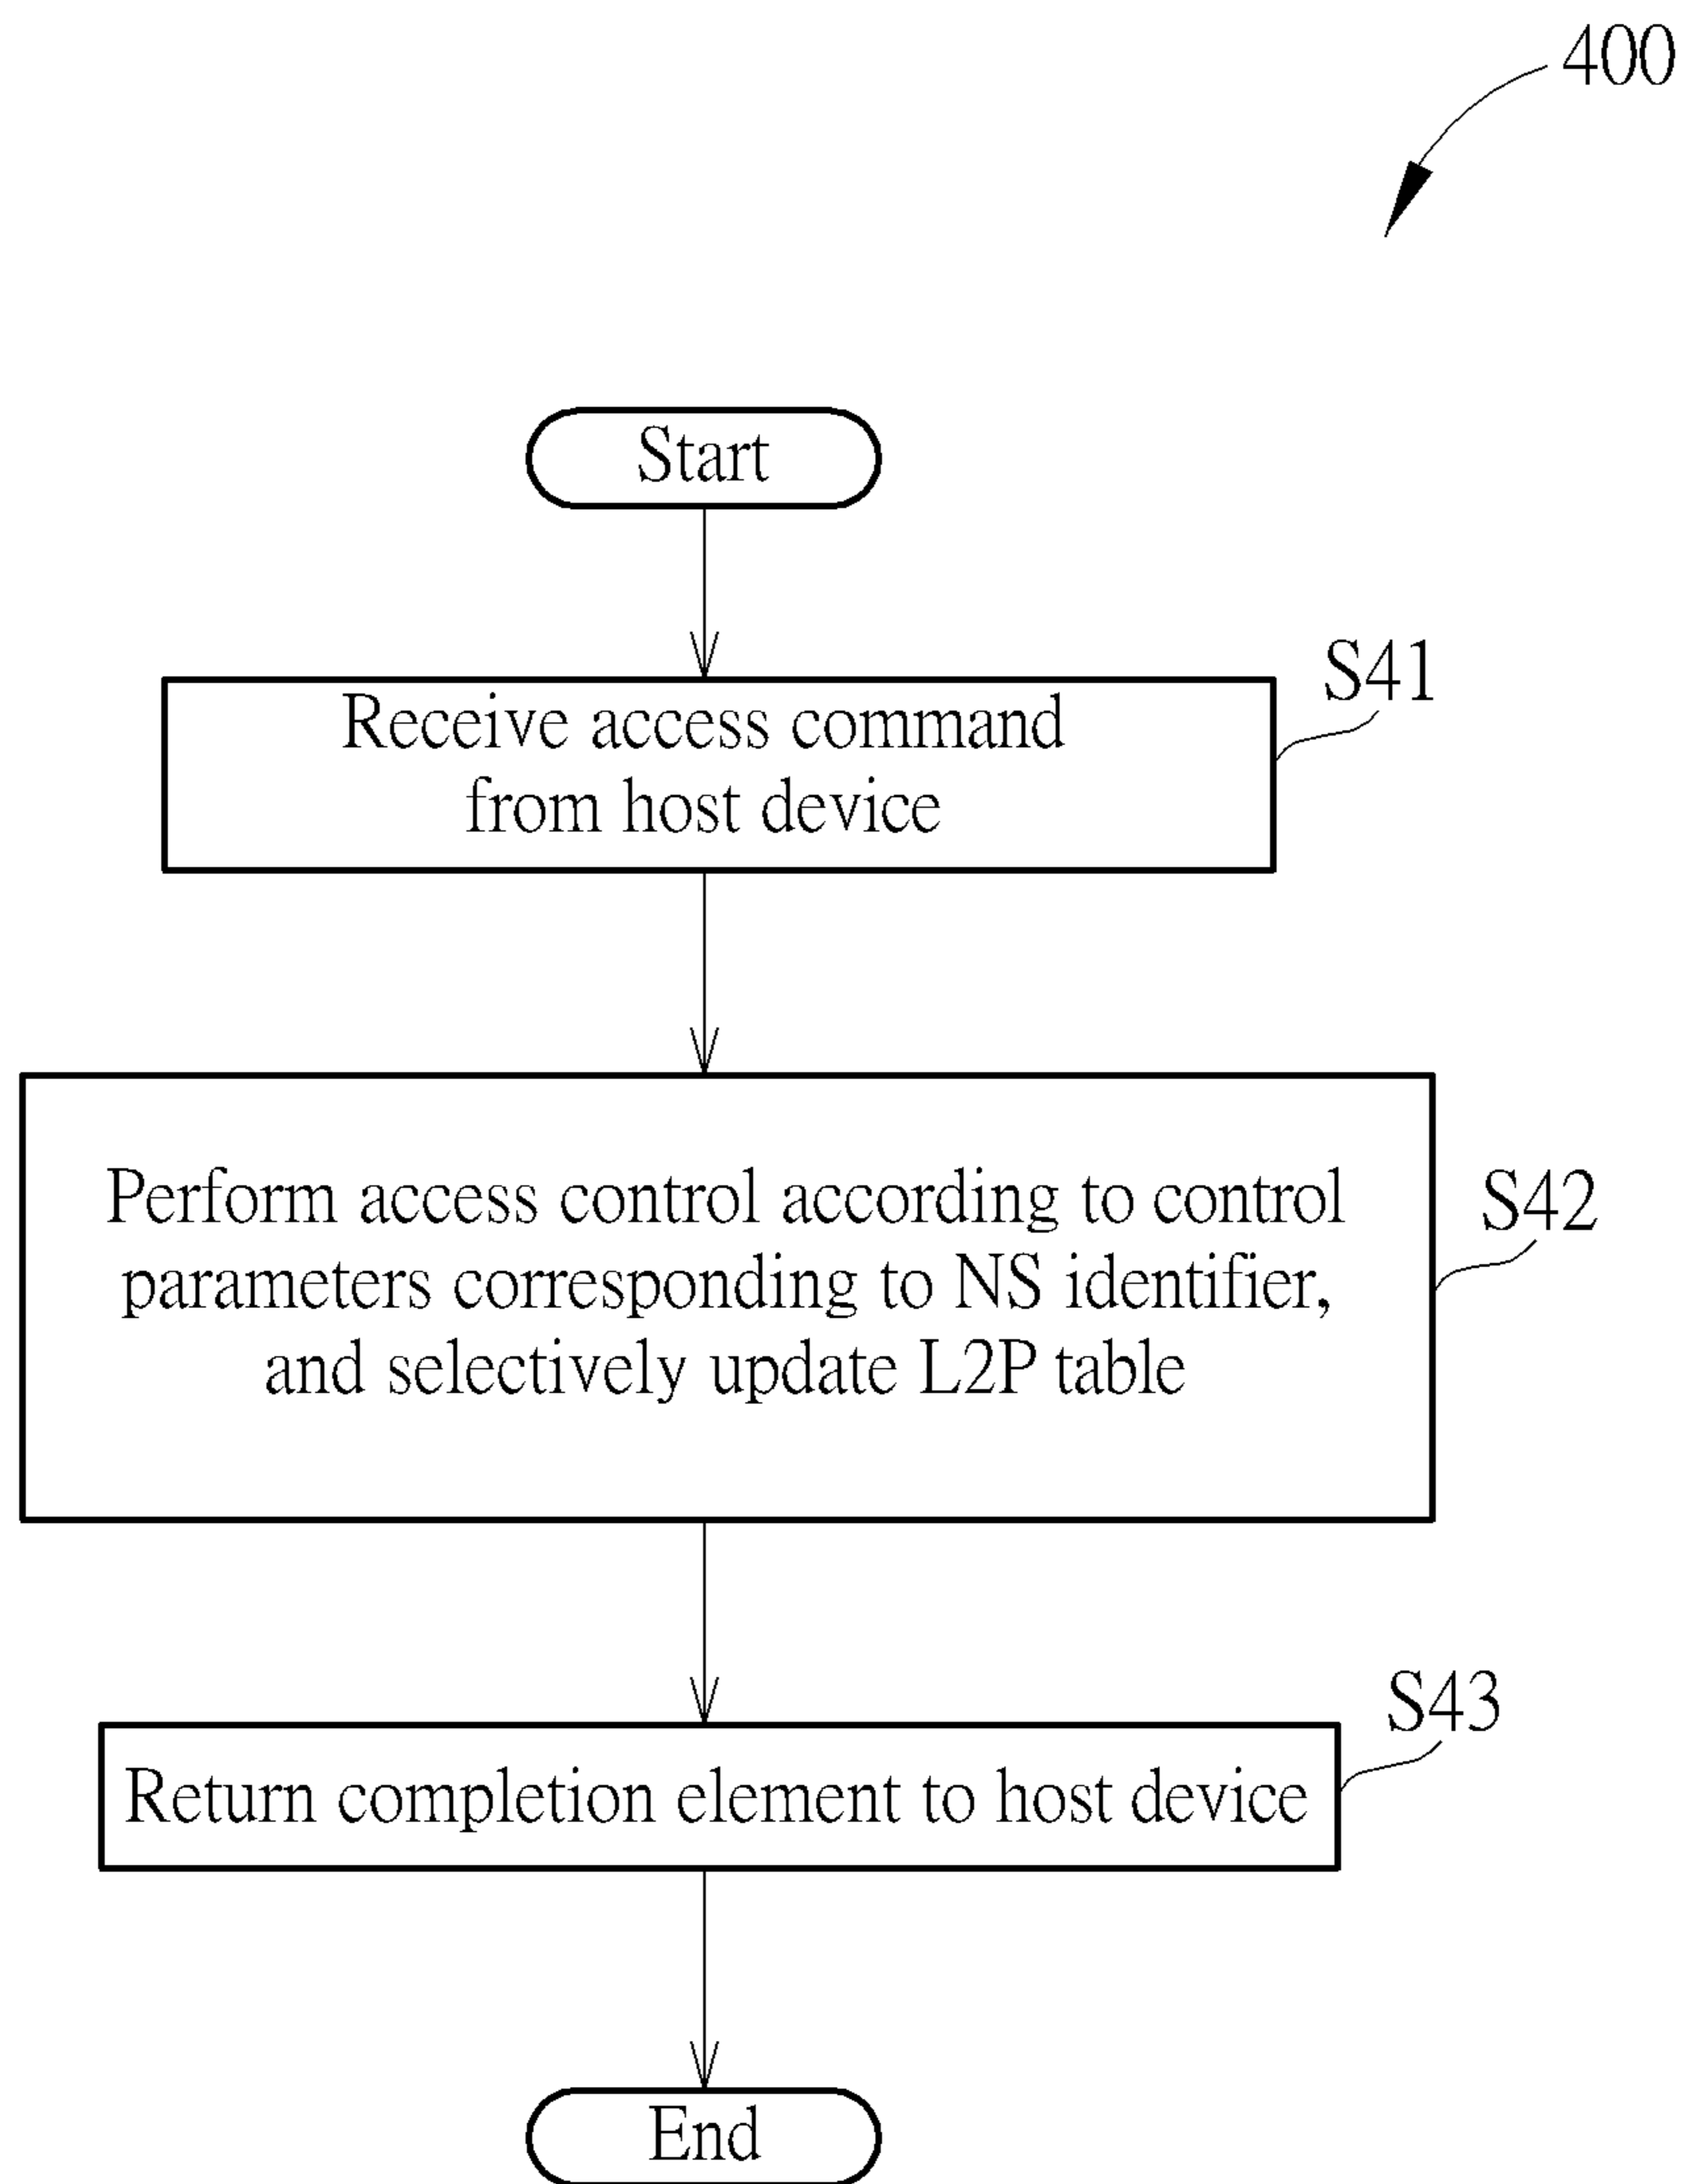 400
Start
S41
Receive access command
from host device
S42
Perform access control according to control
parameters corresponding to NS identifier,
and selectively update L2P table
S43
Return completion element to host device
End